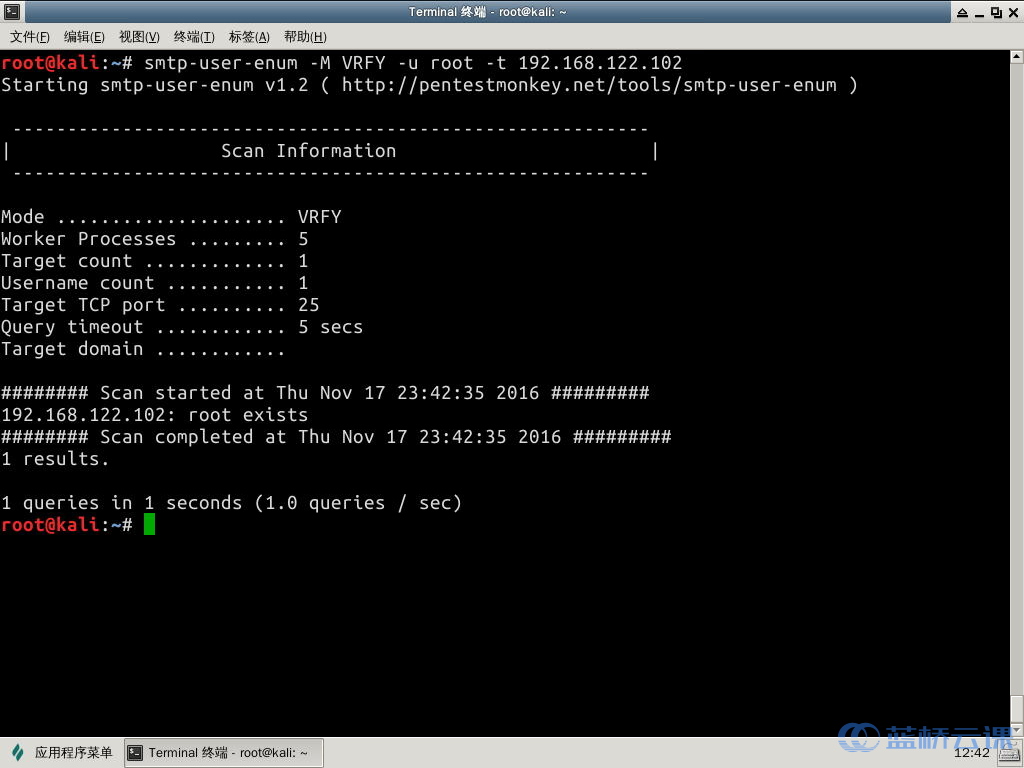 Terminal 终端 - root@kali: ~
文件(F) 编辑(E) 视图(V) 终端(T) 标签(A) 帮助(H)
root@kali:~# smtp-user-enum -M VRFY -u root -t 192.168.122.102
Starting smtp-user-enum v1.2 ( http://pentestmonkey.net/tools/smtp-user-enum )
----------------------------------------------------------
| Scan Information |
----------------------------------------------------------
Mode ..................... VRFY
Worker Processes ......... 5
Target count ............. 1
Username count ........... 1
Target TCP port .......... 25
Query timeout ............ 5 secs
Target domain ............
######## Scan started at Thu Nov 17 23:42:35 2016 #########
192.168.122.102: root exists
######## Scan completed at Thu Nov 17 23:42:35 2016 #########
1 results.
1 queries in 1 seconds (1.0 queries / sec)
root@kali:~#
蓝桥云课
应用程序菜单 Terminal 终端 - root@kali: ~ 12:42